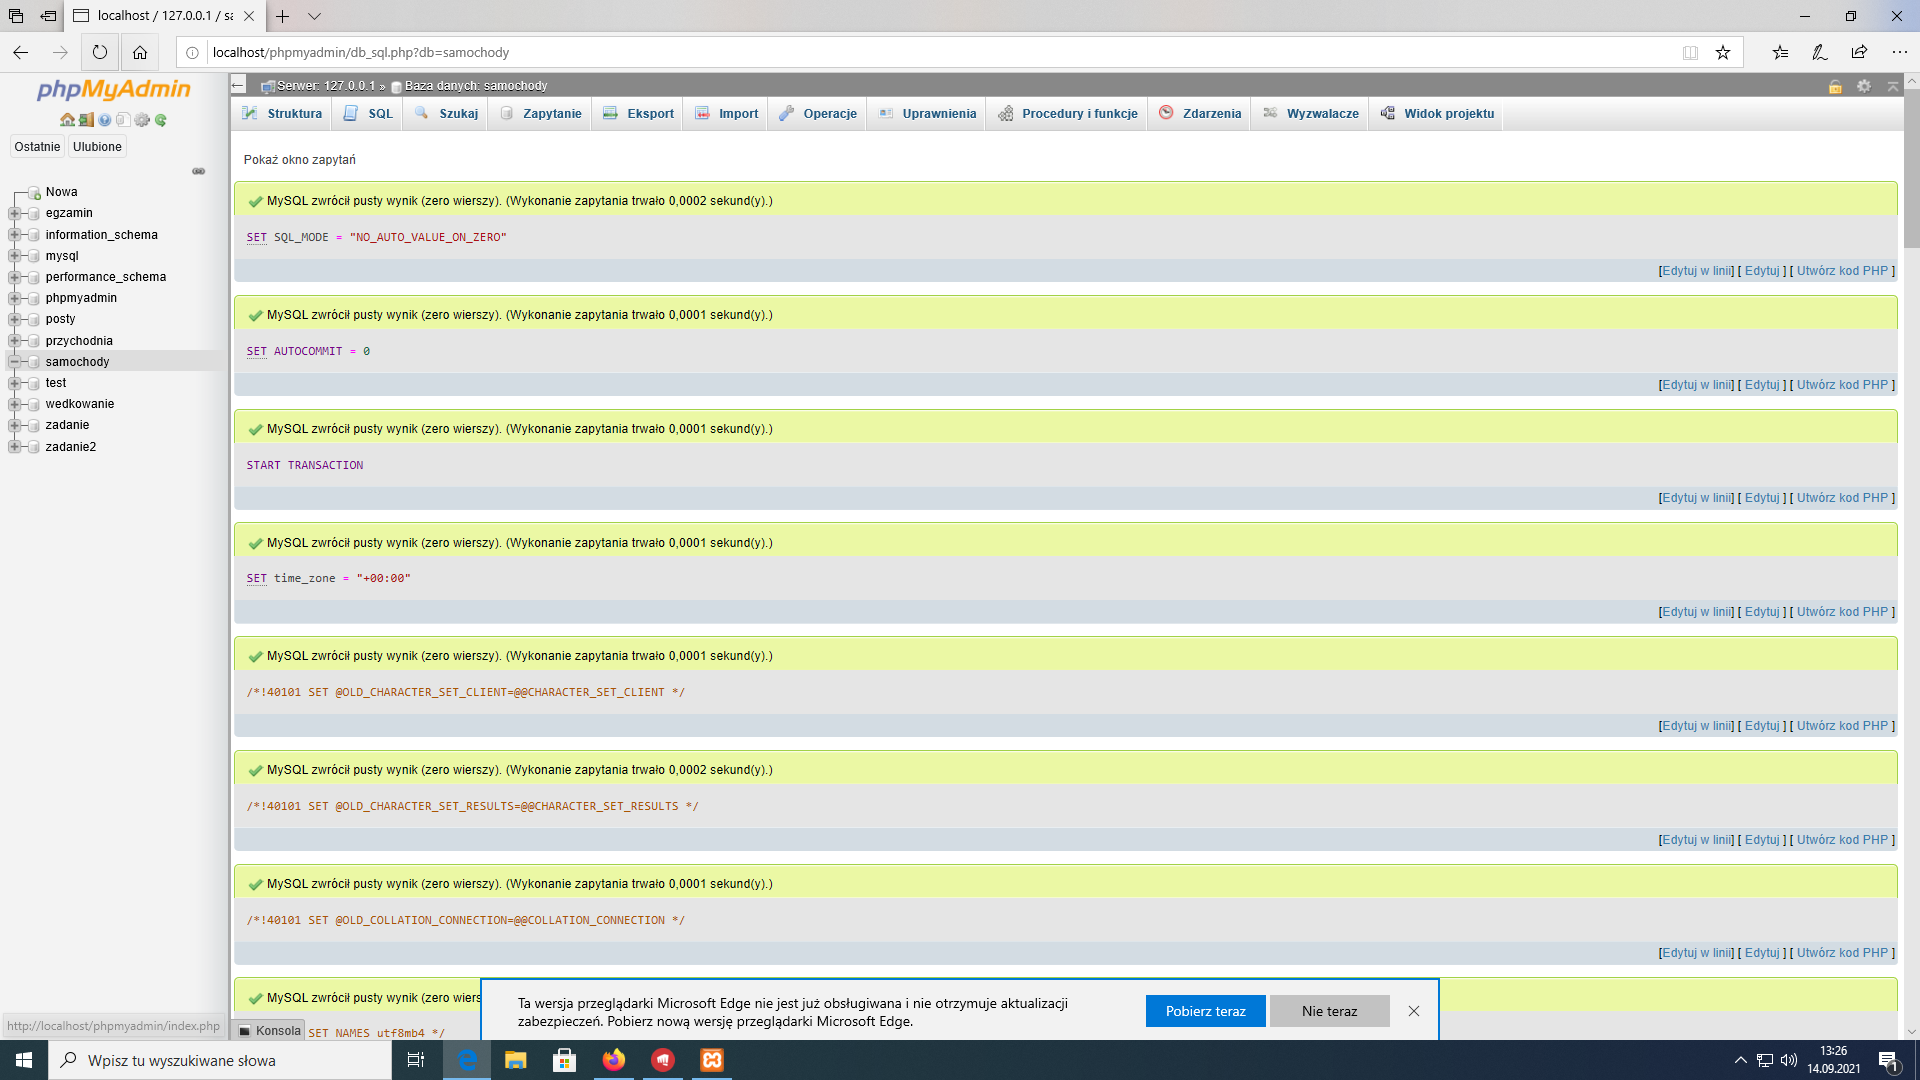 localhost / 127.0.0.1 / sa
localhost/phpmyadmin/db_sql.php?db=samochody
phpMyAdmin
Ostatnie Ulubione
Nowa
egzamin
information_schema
mysql
performance_schema
phpmyadmin
posty
przychodnia
samochody
test
wedkowanie
zadanie
zadanie2
http://localhost/phpmyadmin/index.php
Serwer: 127.0.0.1 » Baza danych: samochody
Struktura SQL Szukaj Zapytanie Eksport Import Operacje Uprawnienia Procedury i funkcje Zdarzenia Wyzwalacze Widok projektu
Pokaż okno zapytań
MySQL zwrócił pusty wynik (zero wierszy). (Wykonanie zapytania trwało 0,0002 sekund(y).)
SET SQL_MODE = "NO_AUTO_VALUE_ON_ZERO"
[Edytuj w linii] [ Edytuj ] [ Utwórz kod PHP ]
MySQL zwrócił pusty wynik (zero wierszy). (Wykonanie zapytania trwało 0,0001 sekund(y).)
SET AUTOCOMMIT = 0
[Edytuj w linii] [ Edytuj ] [ Utwórz kod PHP ]
MySQL zwrócił pusty wynik (zero wierszy). (Wykonanie zapytania trwało 0,0001 sekund(y).)
START TRANSACTION
[Edytuj w linii] [ Edytuj ] [ Utwórz kod PHP ]
MySQL zwrócił pusty wynik (zero wierszy). (Wykonanie zapytania trwało 0,0001 sekund(y).)
SET time_zone = "+00:00"
[Edytuj w linii] [ Edytuj ] [ Utwórz kod PHP ]
MySQL zwrócił pusty wynik (zero wierszy). (Wykonanie zapytania trwało 0,0001 sekund(y).)
/*!40101 SET @OLD_CHARACTER_SET_CLIENT=@@CHARACTER_SET_CLIENT */
[Edytuj w linii] [ Edytuj ] [ Utwórz kod PHP ]
MySQL zwrócił pusty wynik (zero wierszy). (Wykonanie zapytania trwało 0,0002 sekund(y).)
/*!40101 SET @OLD_CHARACTER_SET_RESULTS=@@CHARACTER_SET_RESULTS */
[Edytuj w linii] [ Edytuj ] [ Utwórz kod PHP ]
MySQL zwrócił pusty wynik (zero wierszy). (Wykonanie zapytania trwało 0,0001 sekund(y).)
/*!40101 SET @OLD_COLLATION_CONNECTION=@@COLLATION_CONNECTION */
[Edytuj w linii] [ Edytuj ] [ Utwórz kod PHP ]
MySQL zwrócił pusty wynik (zero wiers
Konsola SET NAMES utf8mb4 */
Ta wersja przeglądarki Microsoft Edge nie jest już obsługiwana i nie otrzymuje aktualizacji
zabezpieczeń. Pobierz nową wersję przeglądarki Microsoft Edge.
Pobierz teraz Nie teraz
Wpisz tu wyszukiwane słowa
13:26
14.09.2021
1